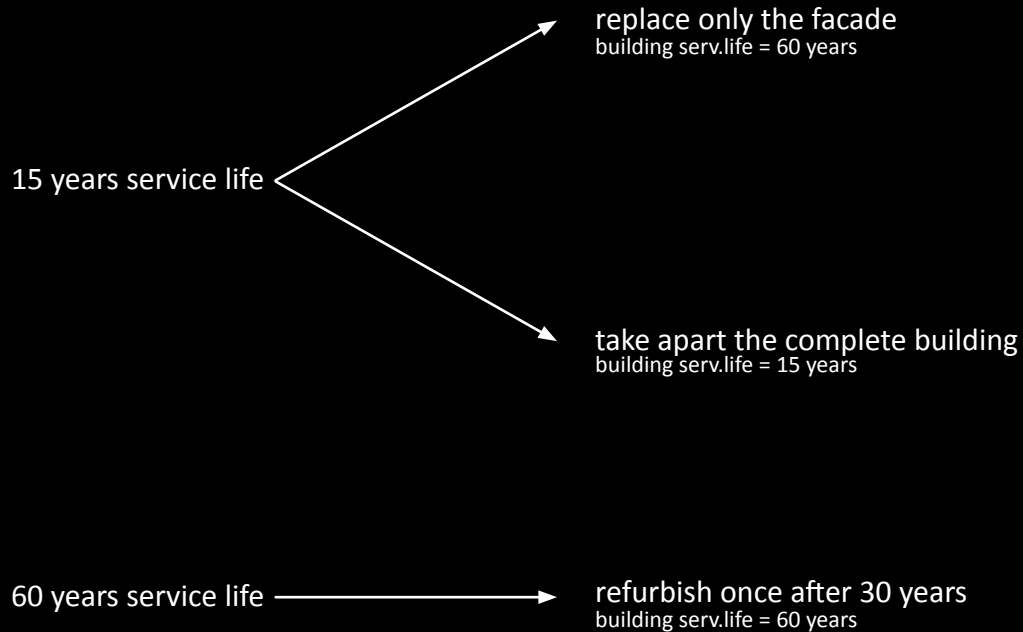 replace only the facade
building serv.life = 60 years
15 years service life
take apart the complete building
building serv.life = 15 years
60 years service life
refurbish once after 30 years
building serv.life = 60 years